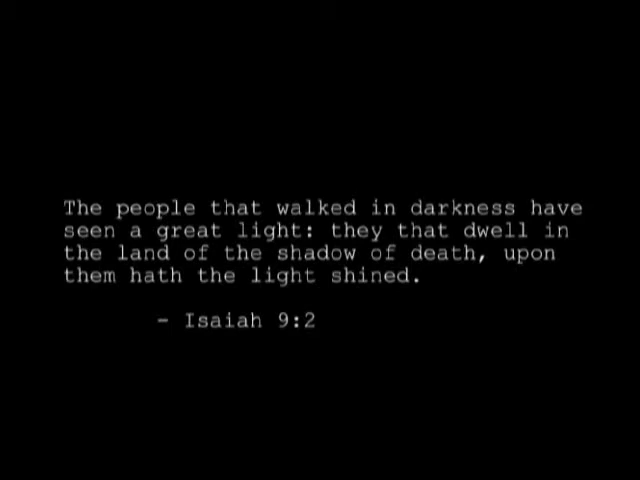 The people that walked in darkness have
seen a great light: they that dwell in
the land of the shadow of death, upon
them hath the light shined.
- Isaiah 9:2